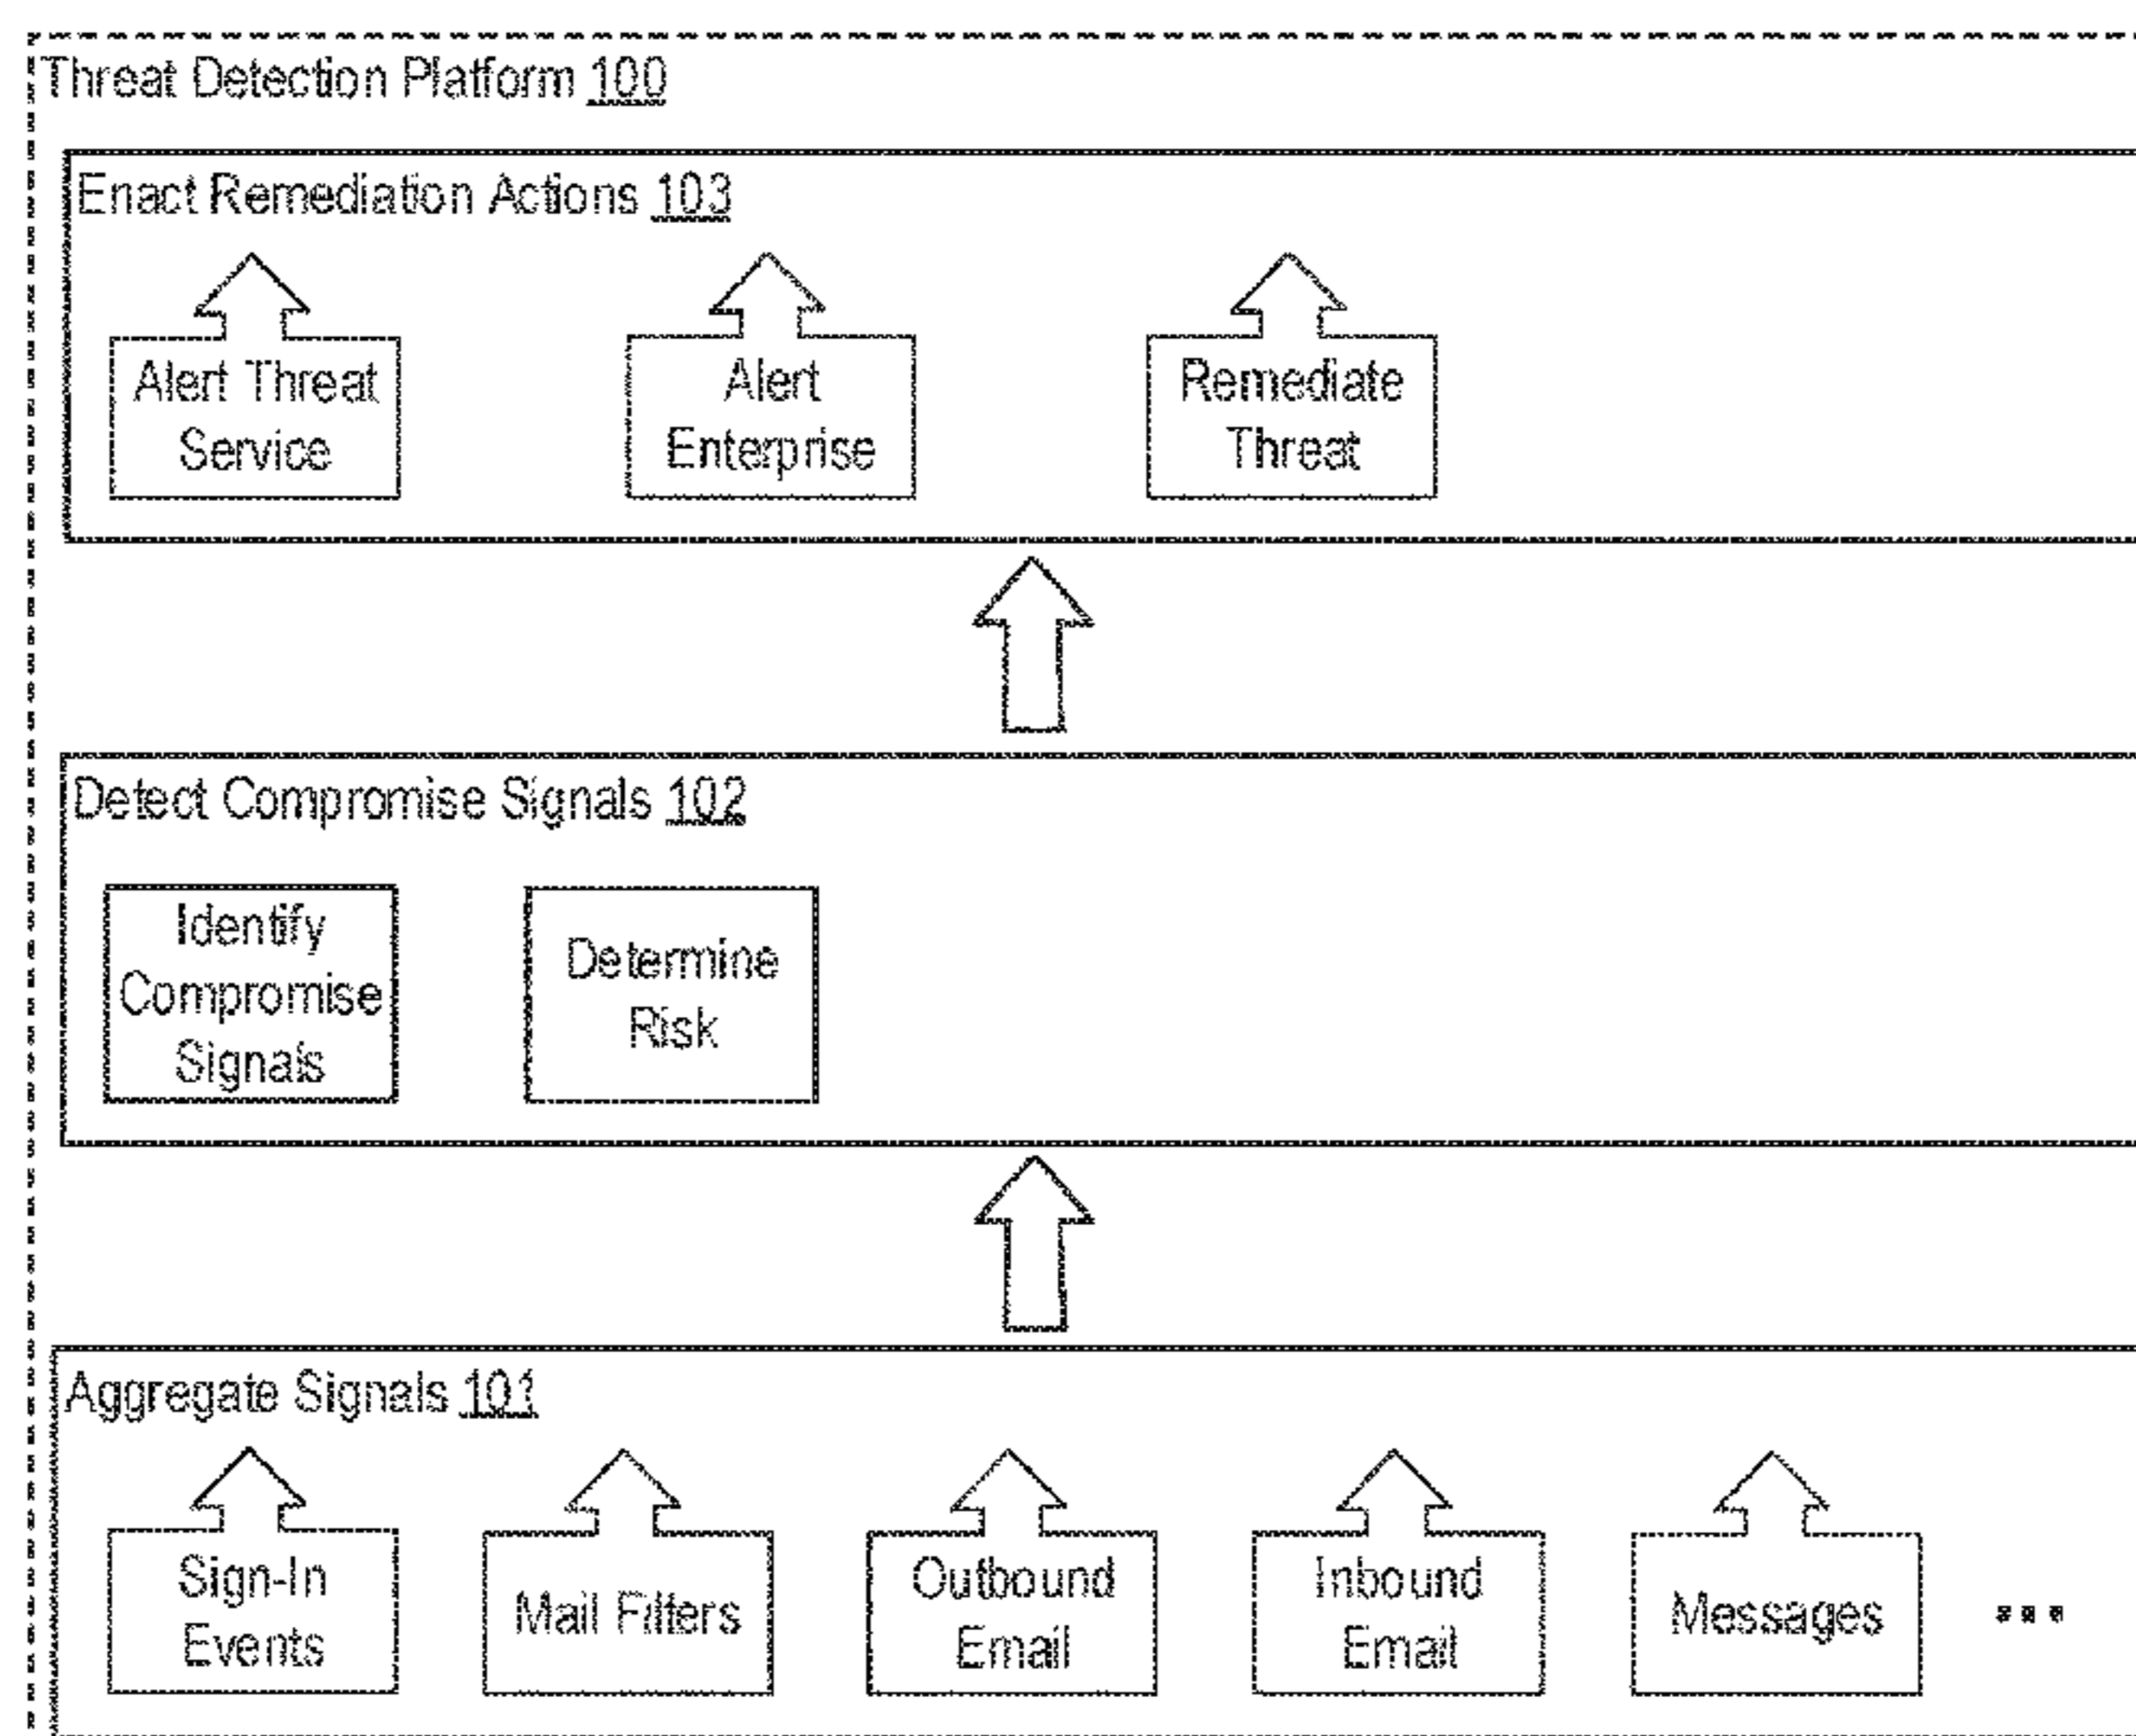 Threat Detection Platform 100
Enact Remediation Actions 103
Alert Threat
Service
Alert
Enterprise
Remediate
Threat
Detect Compromise Signals 102
Identify
Compromise
Signals
Determine
Risk
Aggregate Signals 101
Sign-In
Events
Mail Filters
Outbound
Email
Inbound
Email
Messages
...